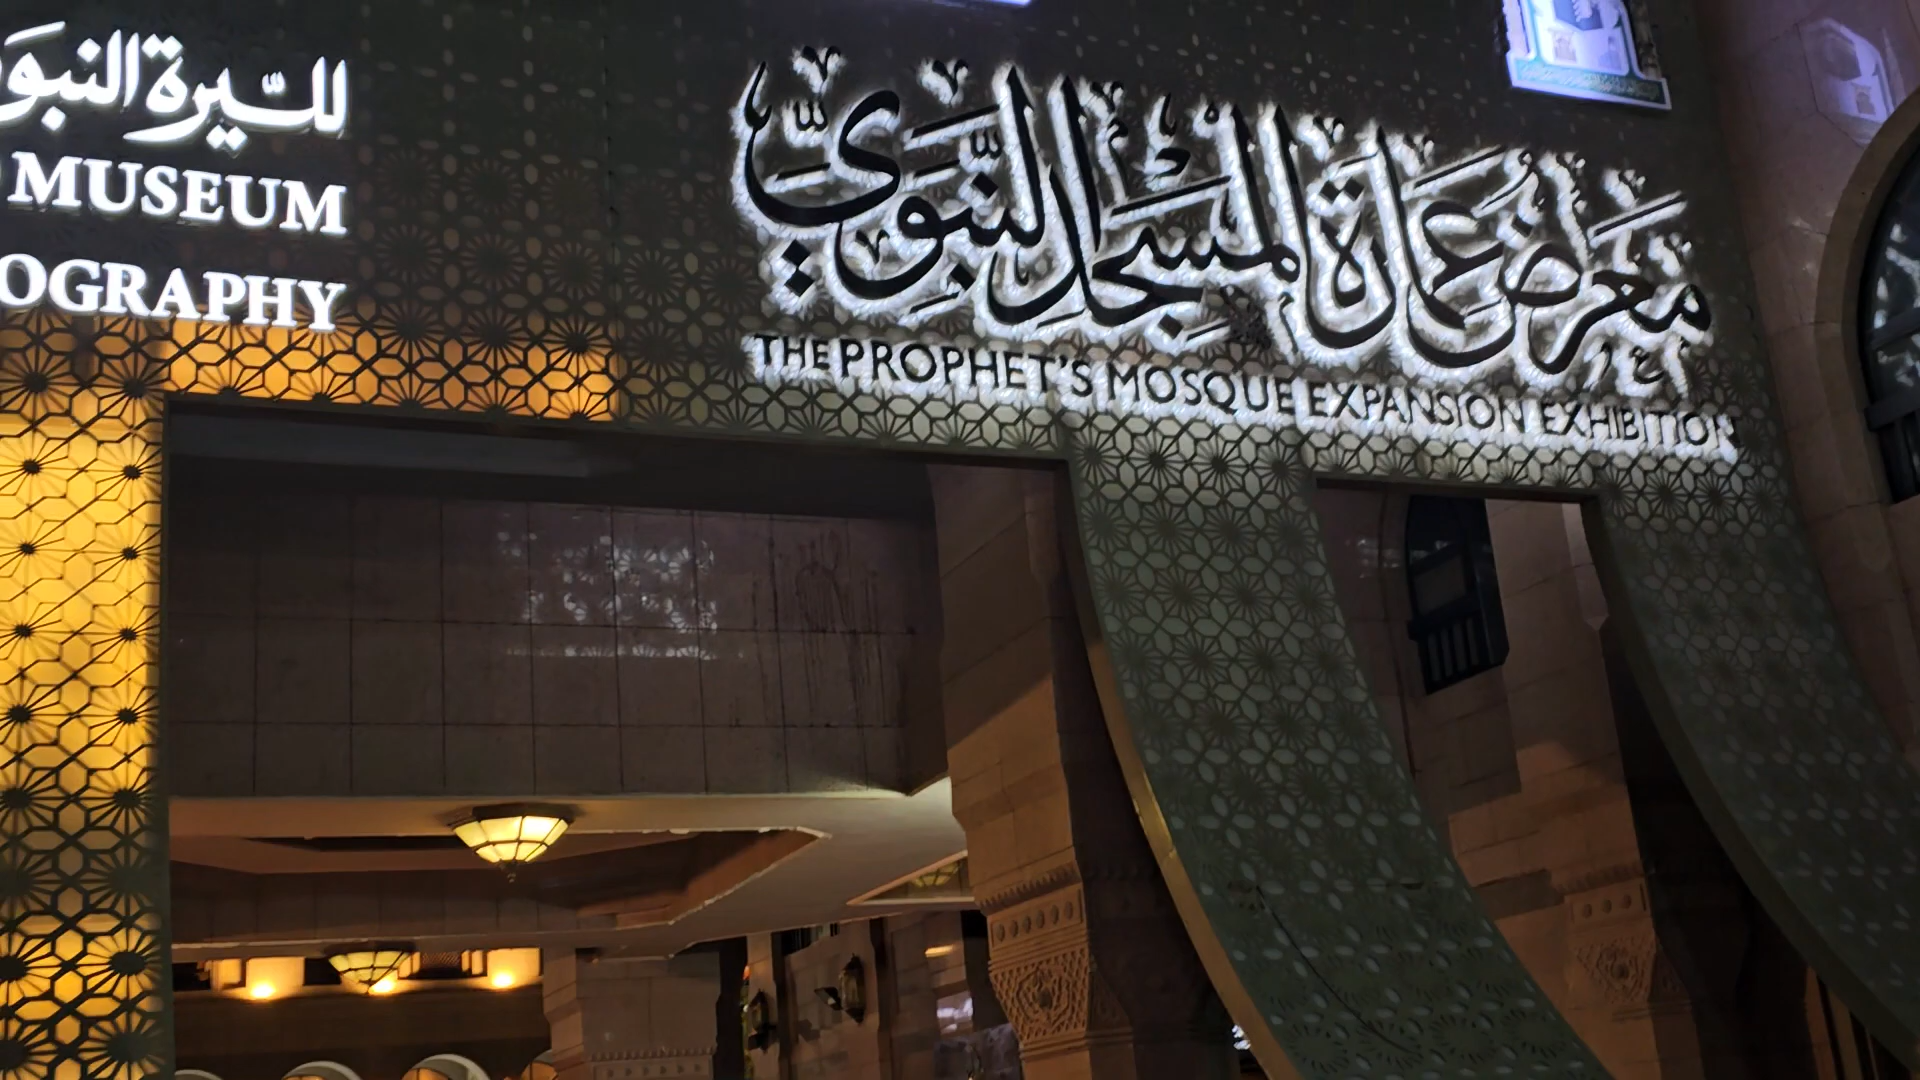 للسيرة النبو
MUSEUM
OGRAPHY
معرض عمارة المسجد النبوي
THE PROPHET'S MOSQUE EXPANSION EXHIBITION